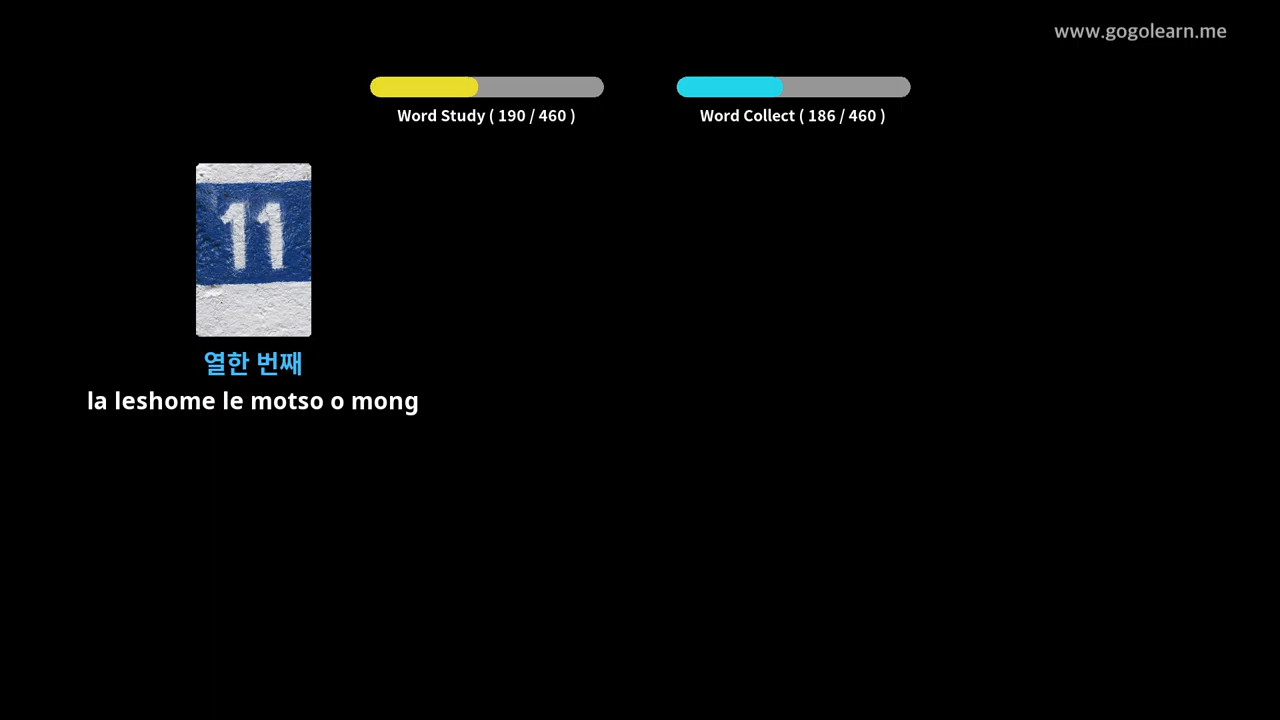 www.gogolearn.me
Word Study ( 190 / 460 )
Word Collect ( 186 / 460 )
11
열한 번째
la leshome le motso o mong